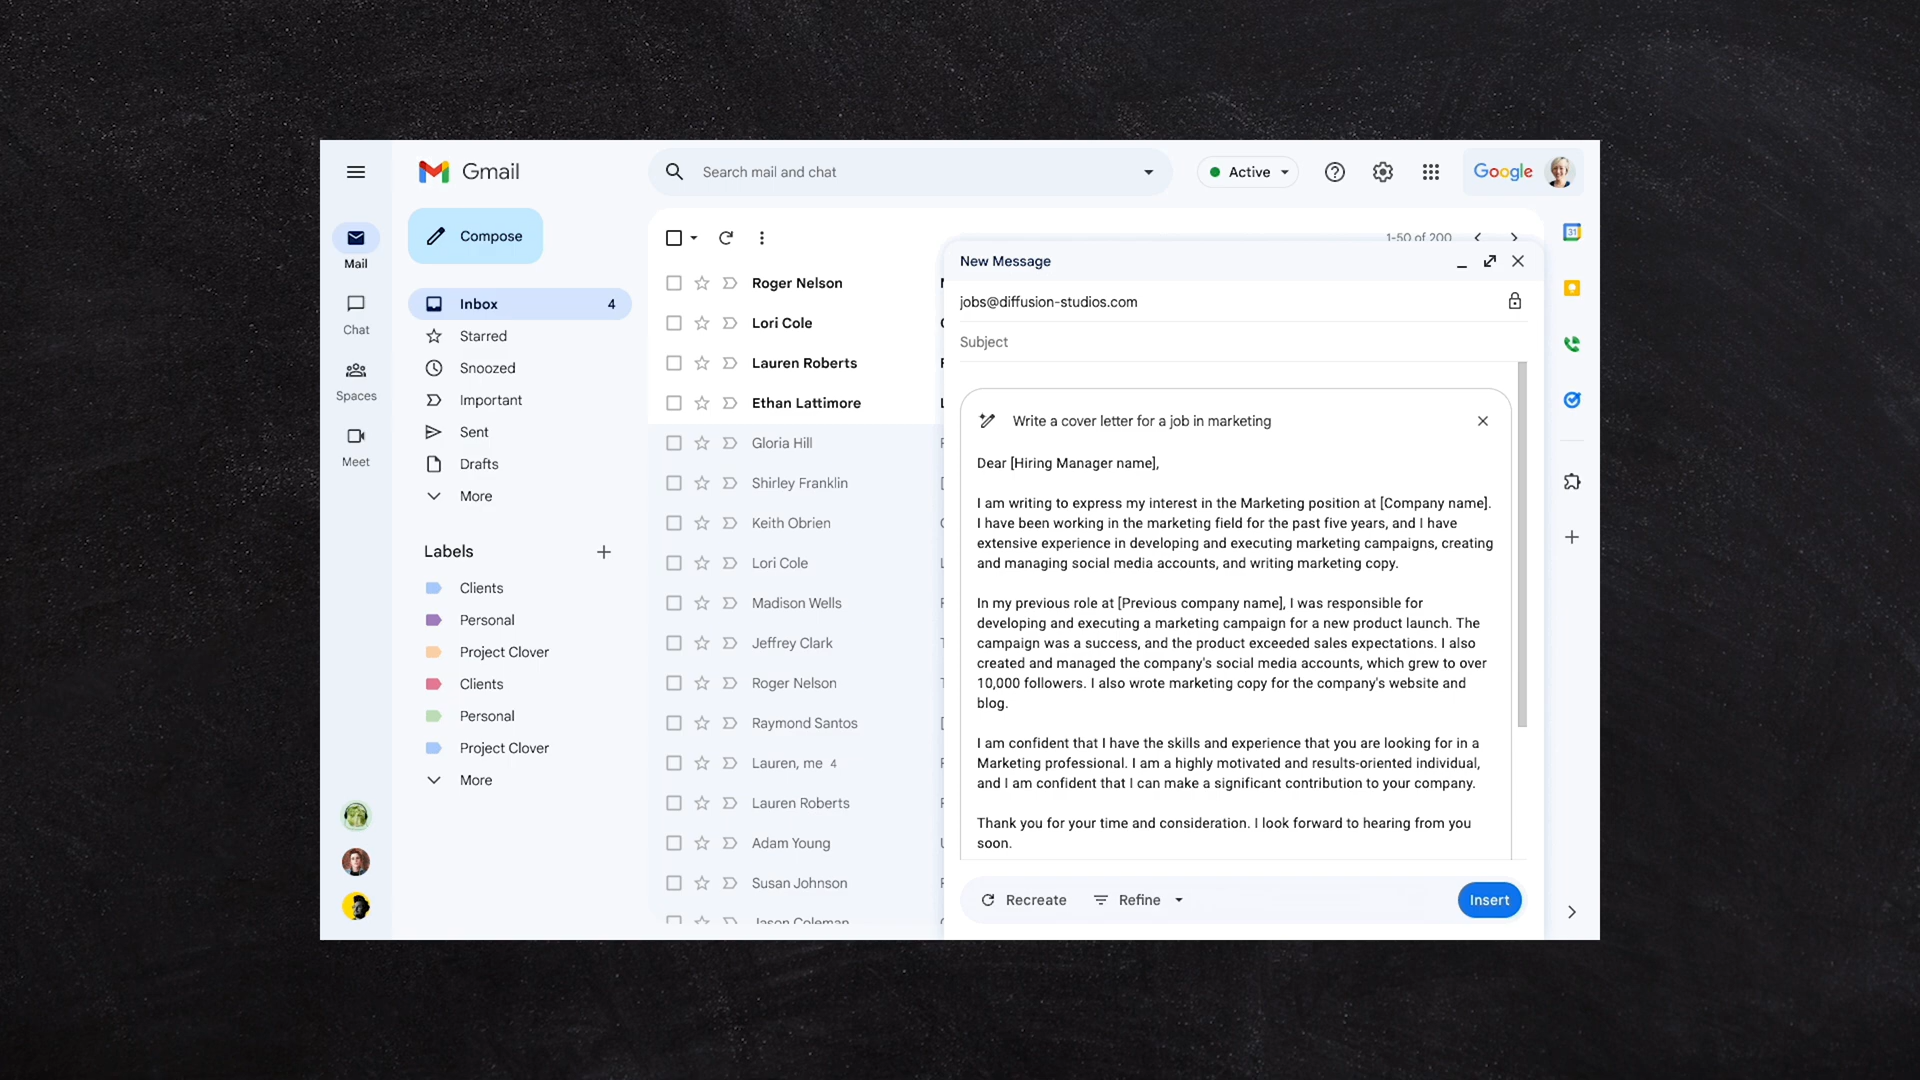 Gmail
Search mail and chat
Active
Google
Mail
Chat
Spaces
Meet
Compose
Inbox 4
Starred
Snoozed
Important
Sent
Drafts
More
Labels
Clients
Personal
Project Clover
Clients
Personal
Project Clover
More
1-50 of 200
Roger Nelson
Lori Cole
Lauren Roberts
Ethan Lattimore
Gloria Hill
Shirley Franklin
Keith Obrien
Lori Cole
Madison Wells
Jeffrey Clark
Roger Nelson
Raymond Santos
Lauren, me 4
Lauren Roberts
Adam Young
Susan Johnson
Jason Coleman
New Message
jobs@diffusion-studios.com
Subject
Write a cover letter for a job in marketing
Dear [Hiring Manager name],
I am writing to express my interest in the Marketing position at [Company name].
I have been working in the marketing field for the past five years, and I have
extensive experience in developing and executing marketing campaigns, creating
and managing social media accounts, and writing marketing copy.
In my previous role at [Previous company name], I was responsible for
developing and executing a marketing campaign for a new product launch. The
campaign was a success, and the product exceeded sales expectations. I also
created and managed the company's social media accounts, which grew to over
10,000 followers. I also wrote marketing copy for the company's website and
blog.
I am confident that I have the skills and experience that you are looking for in a
Marketing professional. I am a highly motivated and results-oriented individual,
and I am confident that I can make a significant contribution to your company.
Thank you for your time and consideration. I look forward to hearing from you
soon.
Recreate
Refine
Insert
31